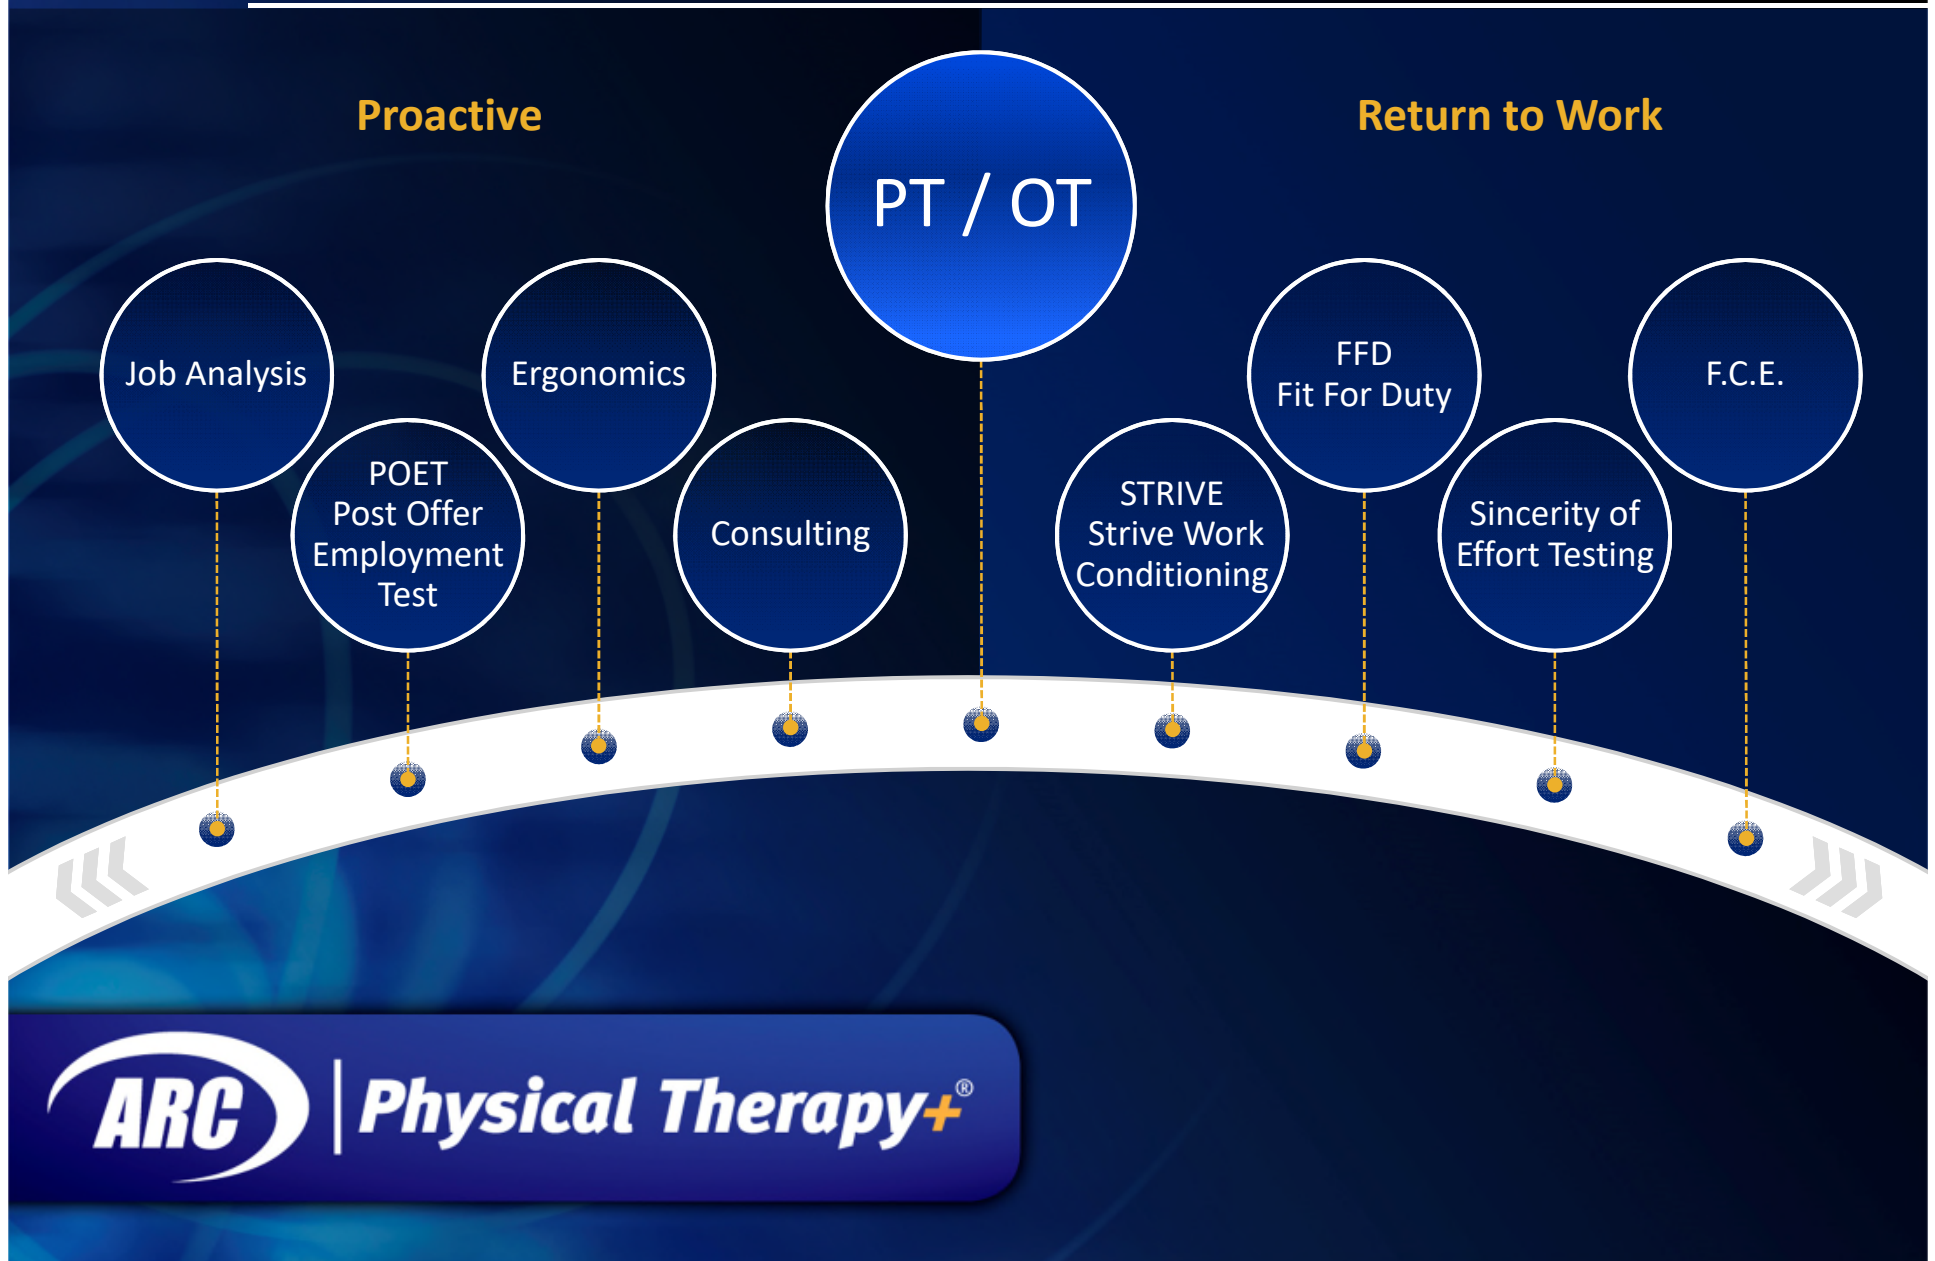 Proactive
Return to Work
PT / OT
Job Analysis
POET
Post Offer
Employment
Test
Ergonomics
Consulting
STRIVE
Strive Work
Conditioning
FFD
Fit For Duty
Sincerity of
Effort Testing
F.C.E.
ARC | Physical Therapy+®